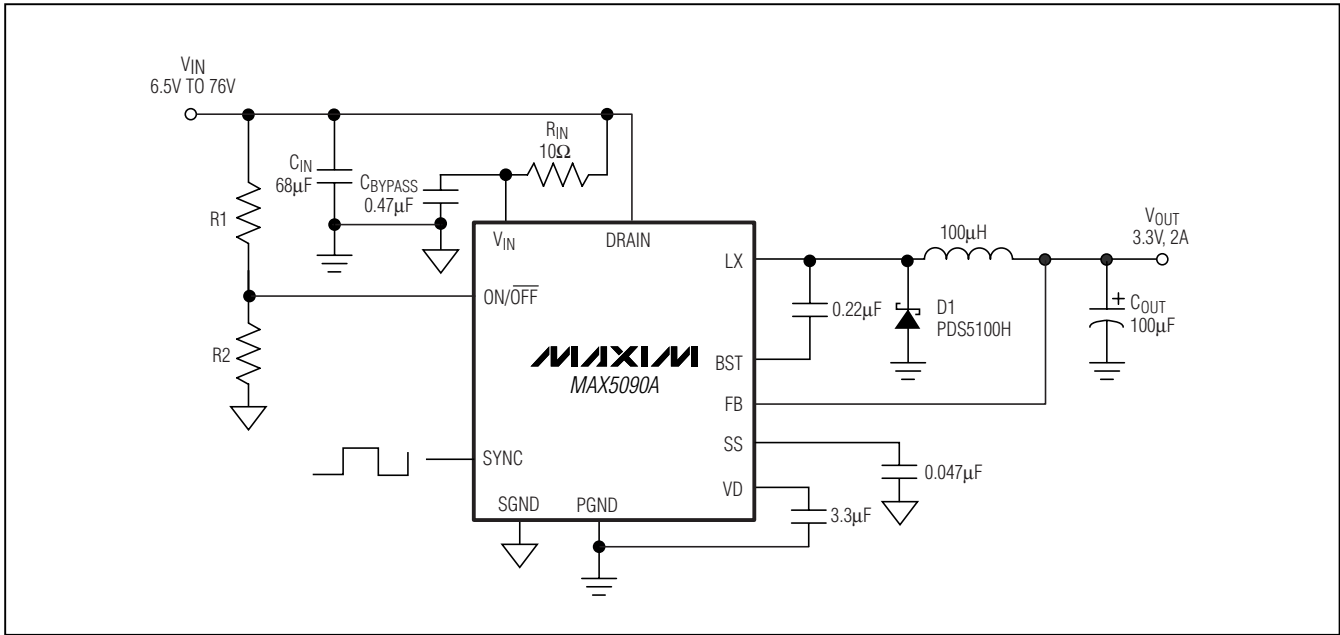 VIN
6.5V TO 76V
RIN
10Ω
CIN
68μF
CBYPASS
0.47μF
R1
R2
VIN
DRAIN
LX
ON/OFF
BST
FB
SS
VD
SYNC
SGND
PGND
MAXIM
MAX5090A
100μH
VOUT
3.3V, 2A
0.22μF
D1
PDS5100H
+
COUT
100μF
0.047μF
3.3μF